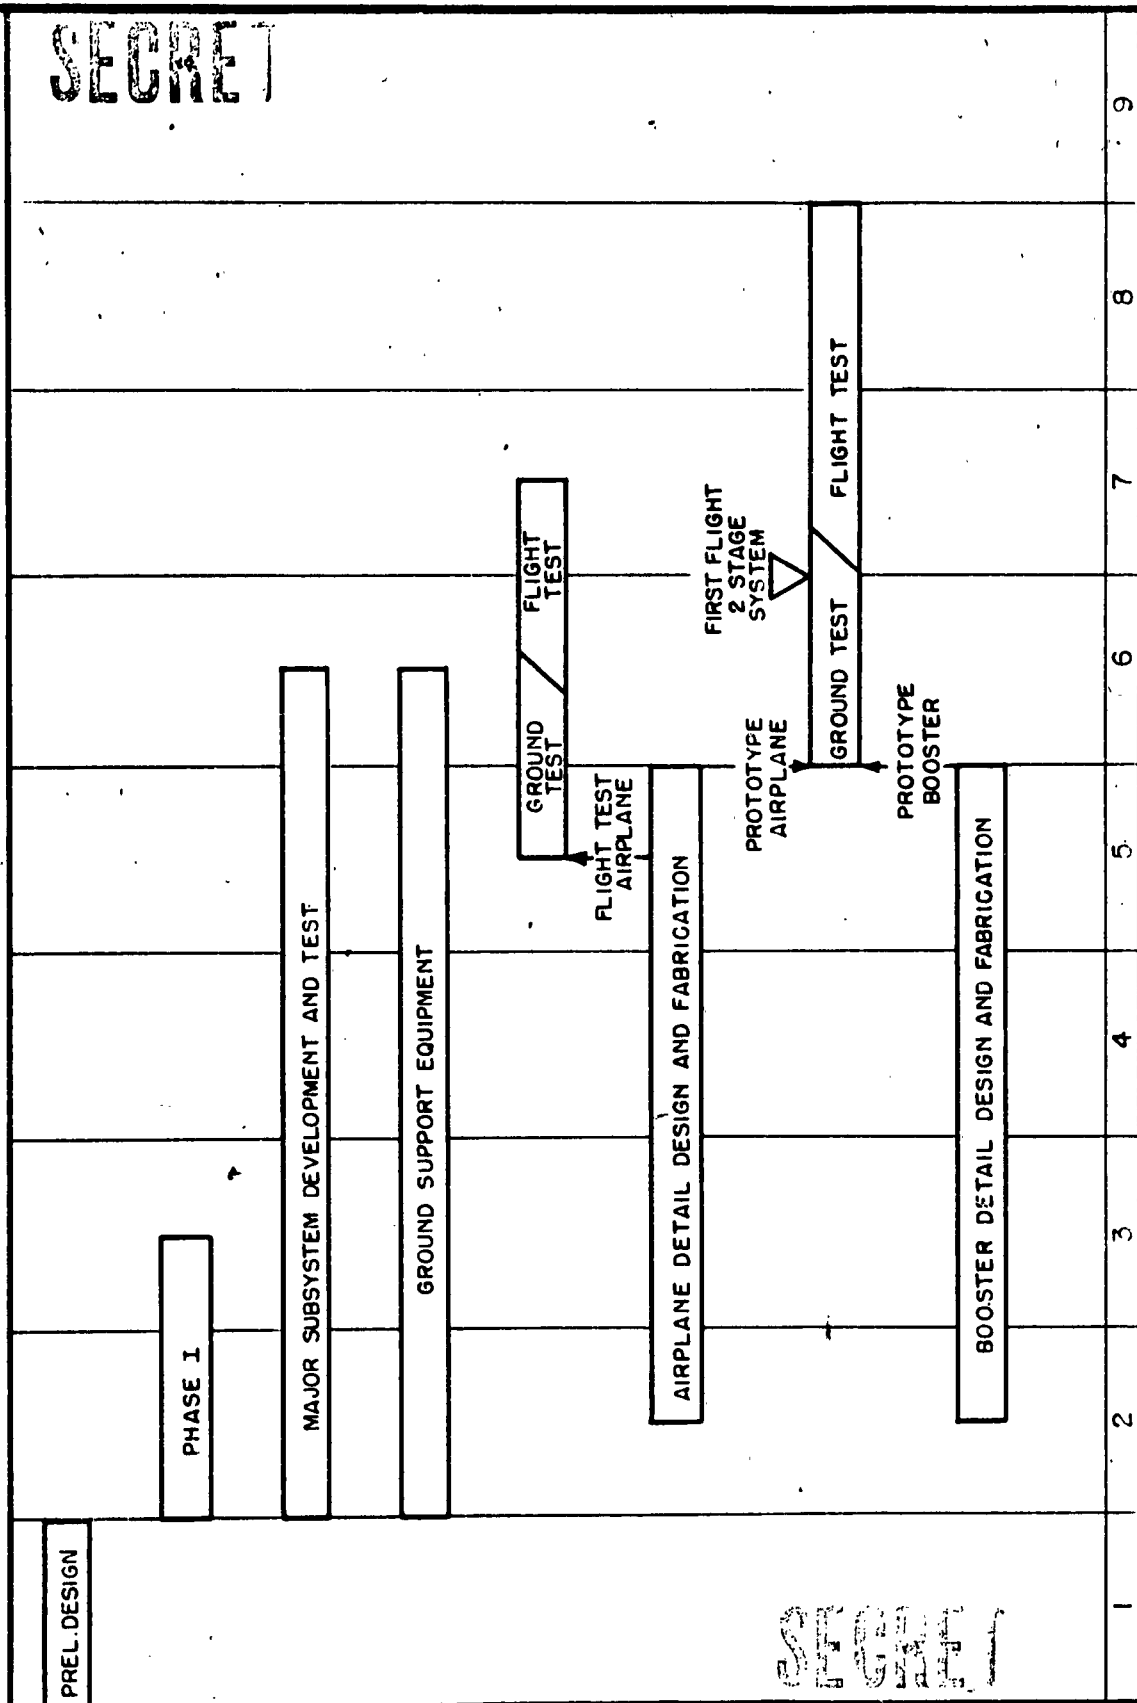 SECRET
PREL. DESIGN
PHASE I
MAJOR SUBSYSTEM DEVELOPMENT AND TEST
GROUND SUPPORT EQUIPMENT
GROUND
TEST
FLIGHT
TEST
FLIGHT TEST
AIRPLANE
AIRPLANE DETAIL DESIGN AND FABRICATION
FIRST FLIGHT
2 STAGE
SYSTEM
PROTOTYPE
AIRPLANE
GROUND TEST
FLIGHT TEST
PROTOTYPE
BOOSTER
BOOSTER DETAIL DESIGN AND FABRICATION
1
2
3
4
5
6
7
8
9
SECRET